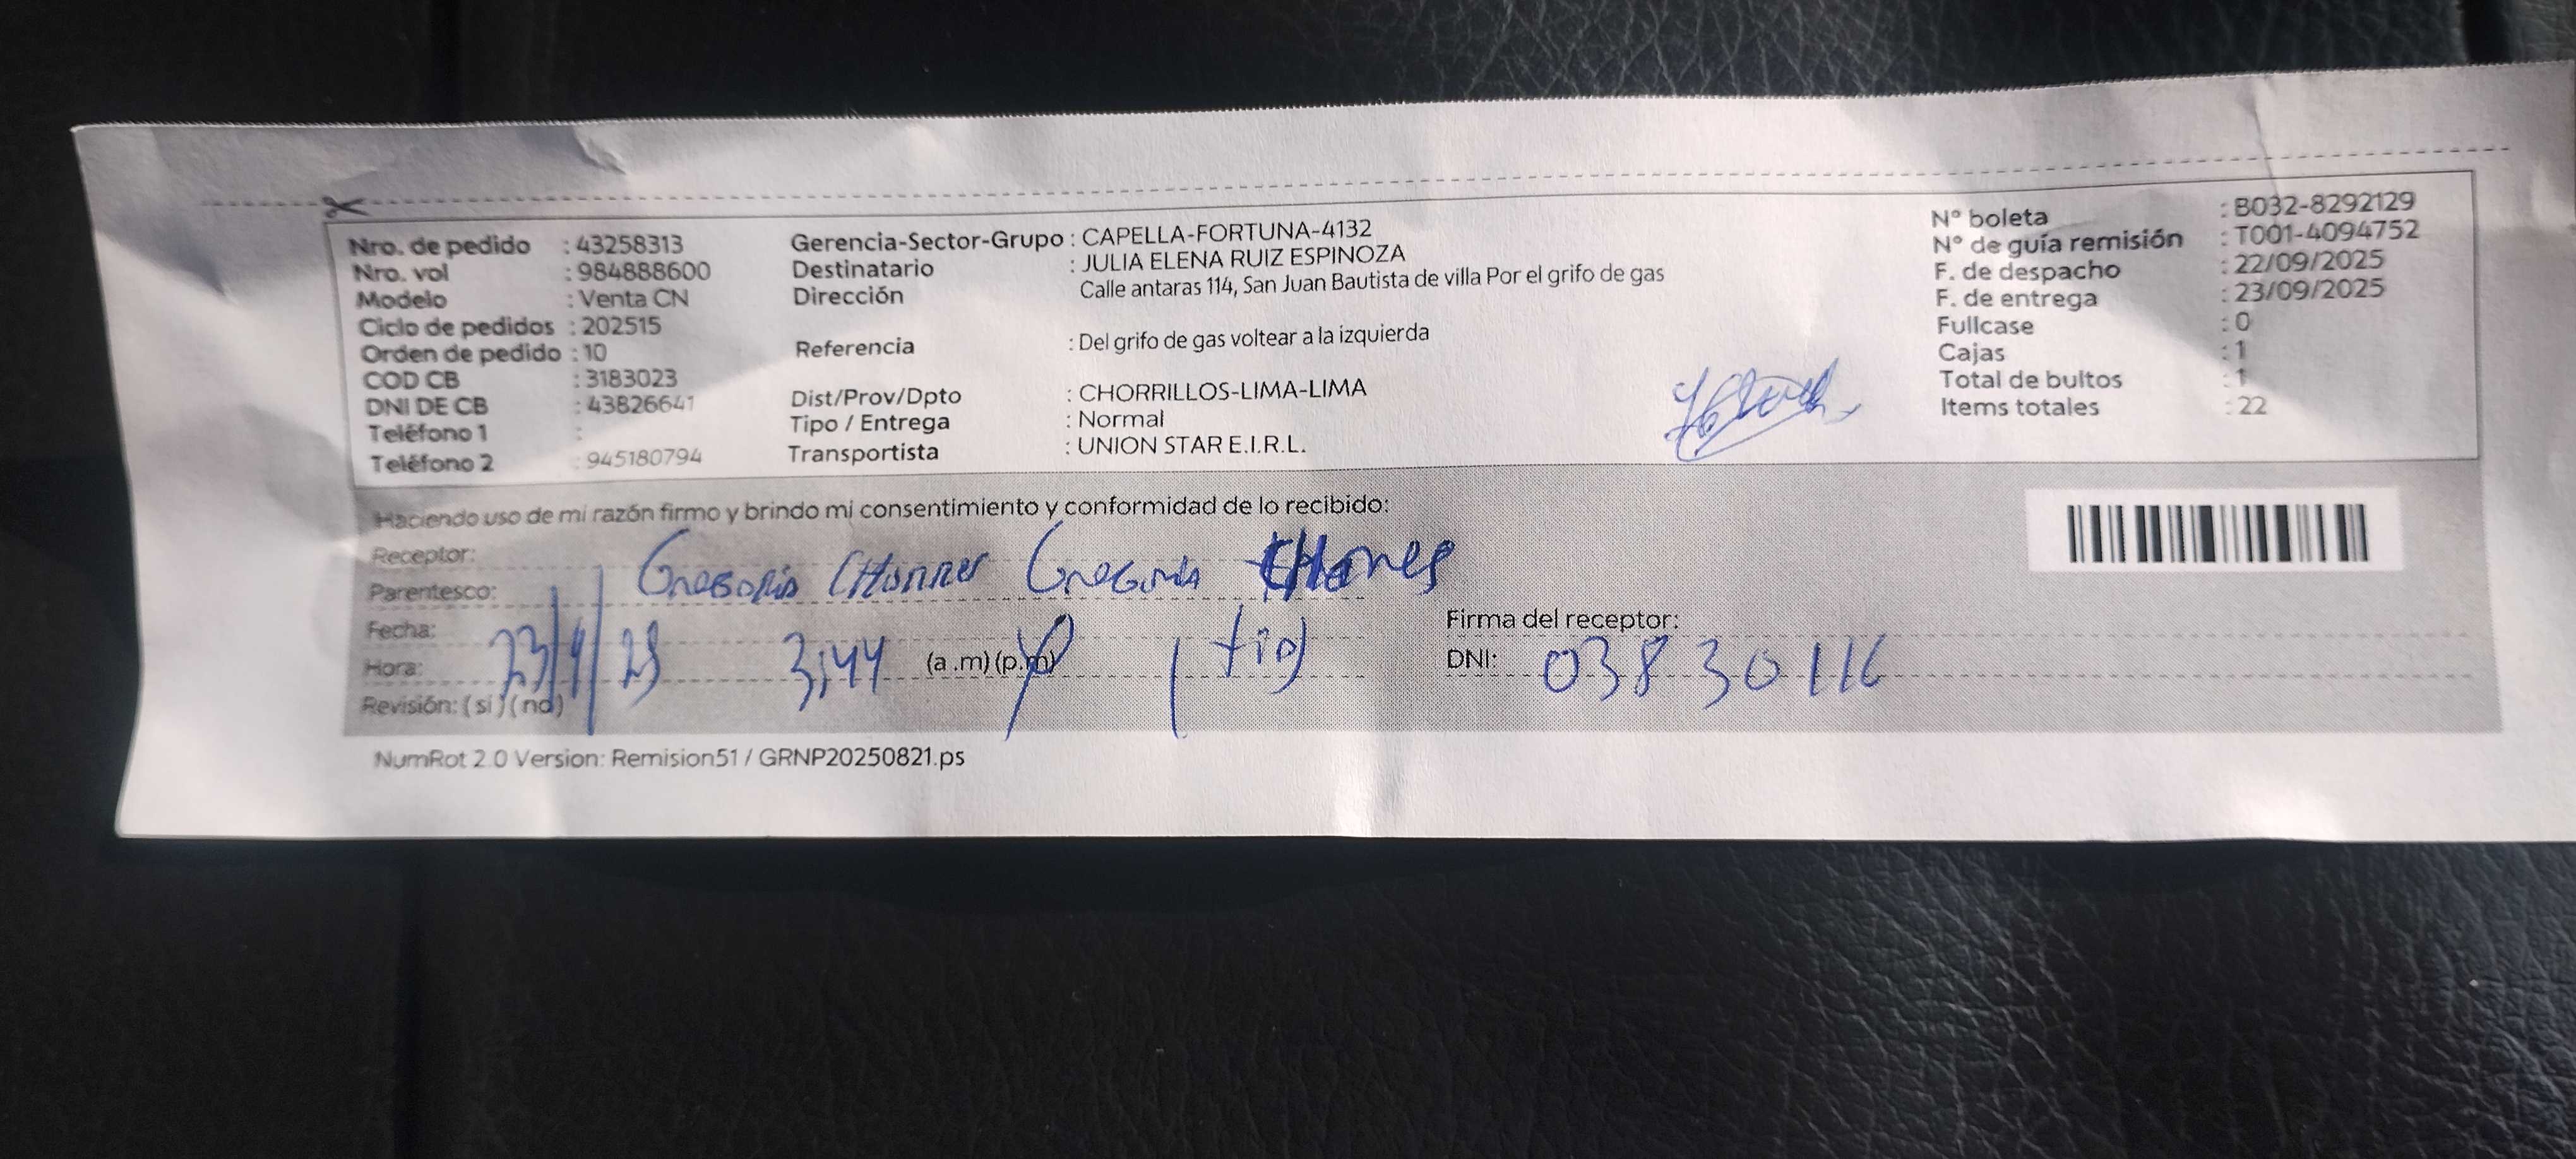 Nro. de pedido : 43258313
Nro. vol : 984888600
Modelo : Venta CN
Ciclo de pedidos : 202515
Orden de pedido : 10
COD CB : 3183023
DNI DE CB : 43826641
Teléfono 1 :
Teléfono 2 : 945180794
Gerencia-Sector-Grupo : CAPELLA-FORTUNA-4132
Destinatario : JULIA ELENA RUIZ ESPINOZA
Dirección Calle antaras 114, San Juan Bautista de villa Por el grifo de gas
Referencia : Del grifo de gas voltear a la izquierda
Dist/Prov/Dpto : CHORRILLOS-LIMA-LIMA
Tipo / Entrega : Normal
Transportista : UNION STAR E.I.R.L.
N° boleta : B032-8292129
N° de guía remisión : T001-4094752
F. de despacho : 22/09/2025
F. de entrega : 23/09/2025
Fullcase : 0
Cajas : 1
Total de bultos : 1
Items totales : 22
Haciendo uso de mi razón firmo y brindo mi consentimiento y conformidad de lo recibido:
Receptor:
Parentesco:
Fecha: 23/9/25
Hora: 3,44 (a.m)(p.m) tio
Revisión: (si)(no)
Firma del receptor:
DNI: 03830116
NumRot 2.0 Version: Remision51 / GRNP20250821.ps